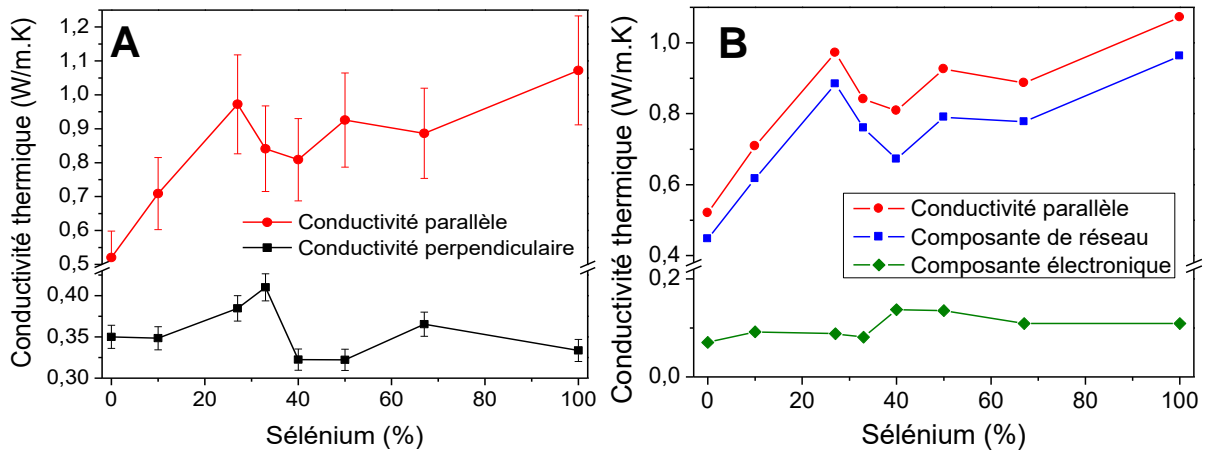 A
Conductivité thermique (W/m.K)
1,2
1,1
1,0
0,9
0,8
0,7
0,6
0,5
0,40
0,35
0,30
Conductivité parallèle
Conductivité perpendiculaire
0 20 40 60 80 100
Sélénium (%)
B
Conductivité thermique (W/m.K)
1,0
0,8
0,6
0,4
0,2
0,0
Conductivité parallèle
Composante de réseau
Composante électronique
0 20 40 60 80 100
Sélénium (%)